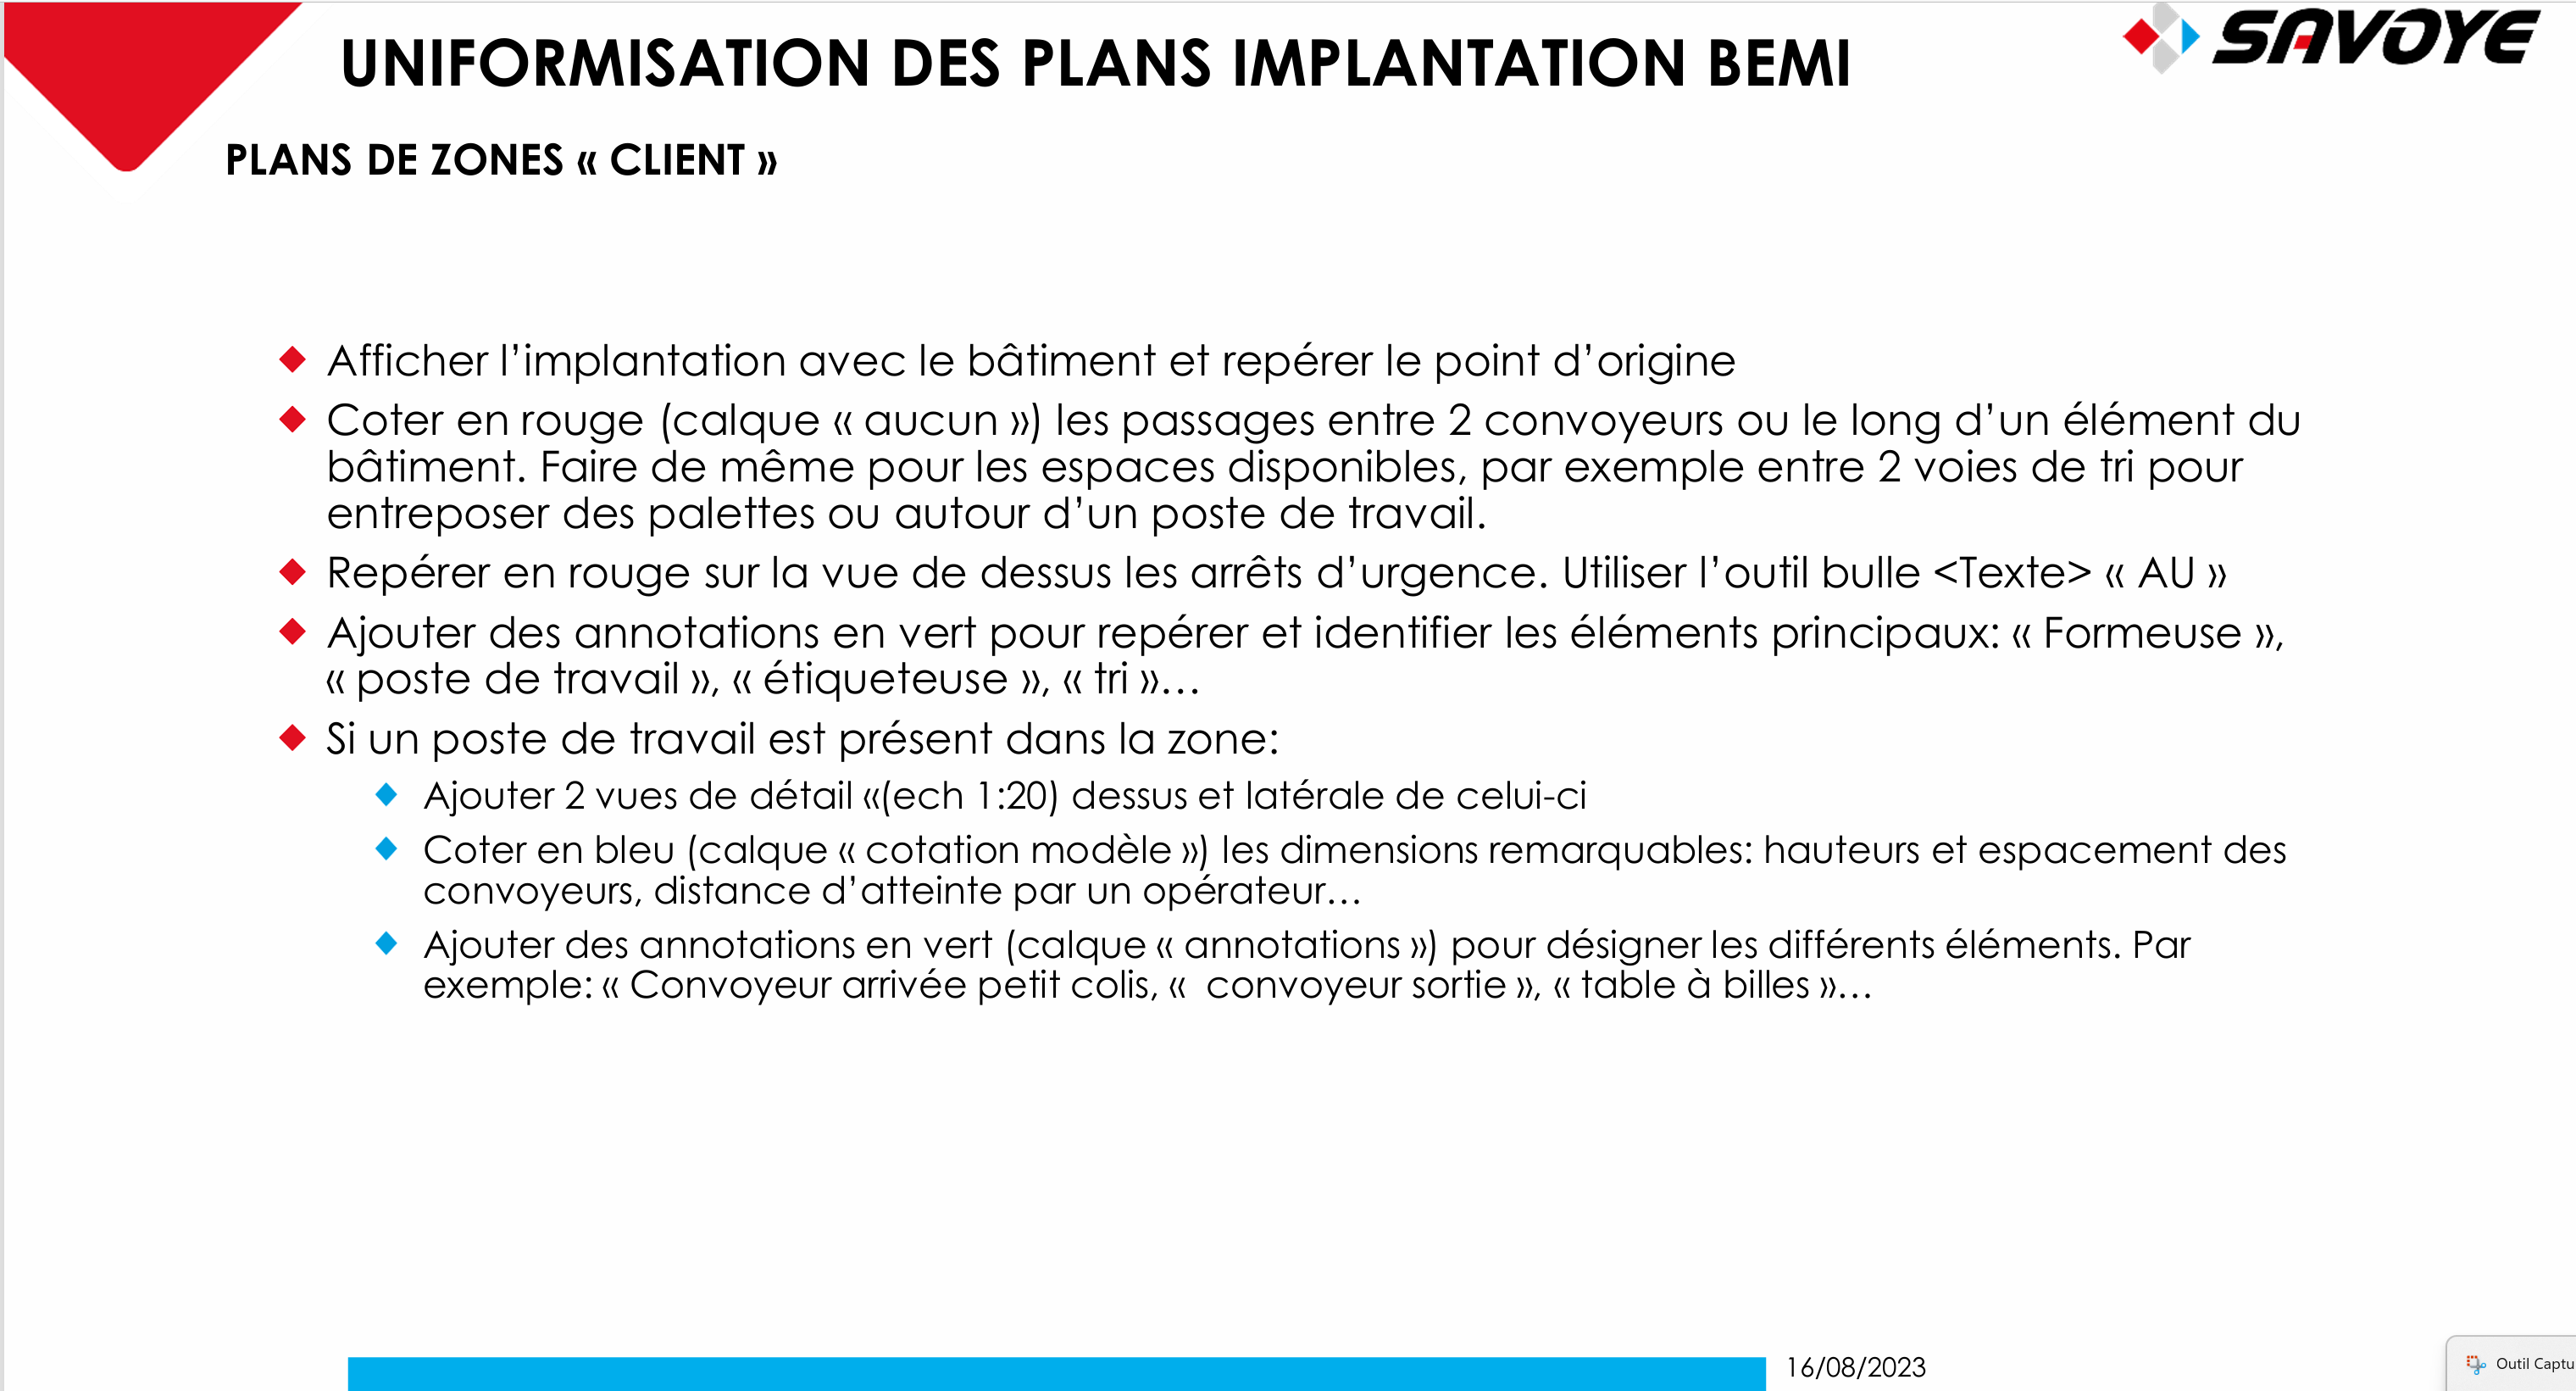 SAVOYE
UNIFORMISATION DES PLANS IMPLANTATION BEMI
PLANS DE ZONES « CLIENT »
Afficher l’implantation avec le bâtiment et repérer le point d’origine
Coter en rouge (calque « aucun ») les passages entre 2 convoyeurs ou le long d’un élément du
bâtiment. Faire de même pour les espaces disponibles, par exemple entre 2 voies de tri pour
entreposer des palettes ou autour d’un poste de travail.
Repérer en rouge sur la vue de dessus les arrêts d’urgence. Utiliser l’outil bulle <Texte> « AU »
Ajouter des annotations en vert pour repérer et identifier les éléments principaux: « Formeuse »,
« poste de travail », « étiqueteuse », « tri »…
Si un poste de travail est présent dans la zone:
Ajouter 2 vues de détail «(ech 1:20) dessus et latérale de celui-ci
Coter en bleu (calque « cotation modèle ») les dimensions remarquables: hauteurs et espacement des
convoyeurs, distance d’atteinte par un opérateur…
Ajouter des annotations en vert (calque « annotations ») pour désigner les différents éléments. Par
exemple: « Convoyeur arrivée petit colis, «  convoyeur sortie », « table à billes »…
16/08/2023
Outil Captu